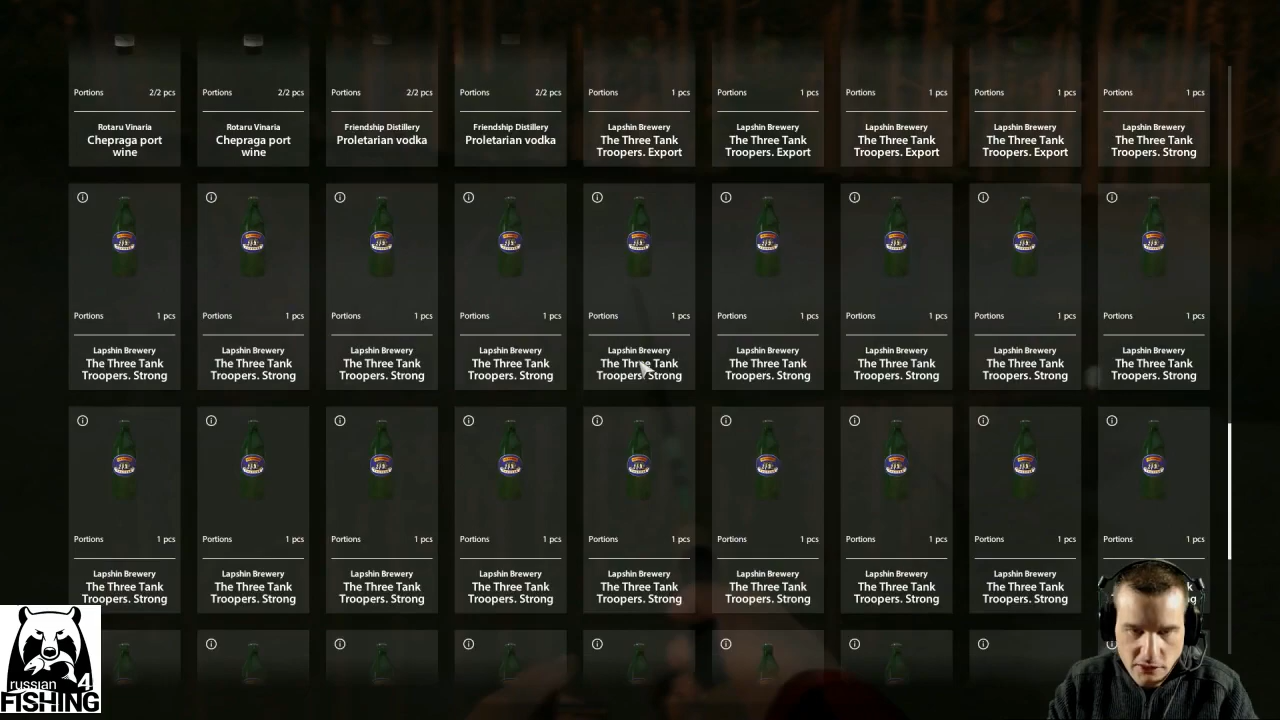 Portions 2/2 pcs
Rotaru Vinaria
Chepraga port
wine
Portions 2/2 pcs
Rotaru Vinaria
Chepraga port
wine
Portions 2/2 pcs
Friendship Distillery
Proletarian vodka
Portions 2/2 pcs
Friendship Distillery
Proletarian vodka
Portions 1 pcs
Lapshin Brewery
The Three Tank
Troopers. Export
Portions 1 pcs
Lapshin Brewery
The Three Tank
Troopers. Export
Portions 1 pcs
Lapshin Brewery
The Three Tank
Troopers. Export
Portions 1 pcs
Lapshin Brewery
The Three Tank
Troopers. Export
Portions 1 pcs
Lapshin Brewery
The Three Tank
Troopers. Strong
Portions 1 pcs
Lapshin Brewery
The Three Tank
Troopers. Strong
Portions 1 pcs
Lapshin Brewery
The Three Tank
Troopers. Strong
Portions 1 pcs
Lapshin Brewery
The Three Tank
Troopers. Strong
Portions 1 pcs
Lapshin Brewery
The Three Tank
Troopers. Strong
Portions 1 pcs
Lapshin Brewery
The Three Tank
Troopers. Strong
Portions 1 pcs
Lapshin Brewery
The Three Tank
Troopers. Strong
Portions 1 pcs
Lapshin Brewery
The Three Tank
Troopers. Strong
Portions 1 pcs
Lapshin Brewery
The Three Tank
Troopers. Strong
Portions 1 pcs
Lapshin Brewery
The Three Tank
Troopers. Strong
Portions 1 pcs
Lapshin Brewery
The Three Tank
Troopers. Strong
Portions 1 pcs
Lapshin Brewery
The Three Tank
Troopers. Strong
Portions 1 pcs
Lapshin Brewery
The Three Tank
Troopers. Strong
Portions 1 pcs
Lapshin Brewery
The Three Tank
Troopers. Strong
Portions 1 pcs
Lapshin Brewery
The Three Tank
Troopers. Strong
Portions 1 pcs
Lapshin Brewery
The Three Tank
Troopers. Strong
Portions 1 pcs
Lapshin Brewery
The Three Tank
Troopers. Strong
Portions 1 pcs
Lapshin Brewery
The Three Tank
Troopers. Strong
Portions 1 pcs
russian 4
FISHING